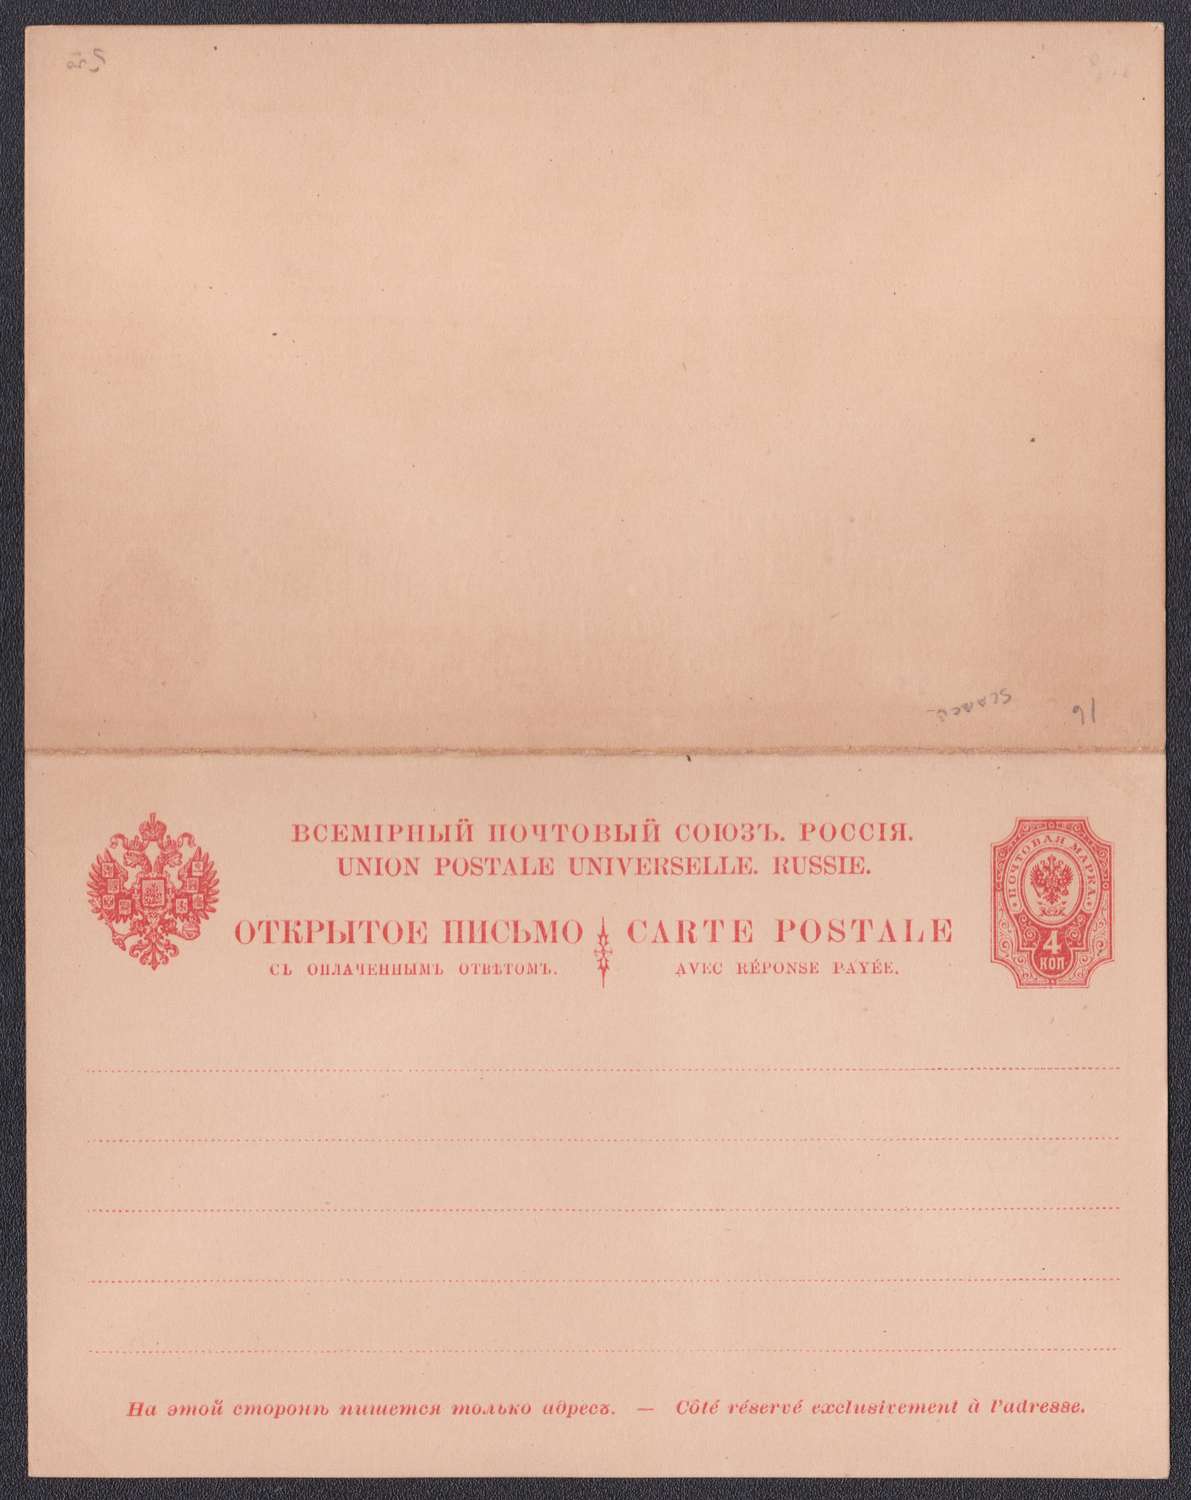 ВСЕМІРНЫЙ ПОЧТОВЫЙ СОЮЗЪ. РОССІЯ.
UNION POSTALE UNIVERSELLE. RUSSIE.
ОТКРЫТОЕ ПИСЬМО CARTE POSTALE
СЪ ОПЛАЧЕННЫМЪ ОТВѢТОМЪ. AVEC RÉPONSE PAYÉE.
ПОЧТОВАЯ МАРКА
4
КОП.
На этой сторонѣ пишется только адресъ. — Côté réservé exclusivement à l'adresse.
16